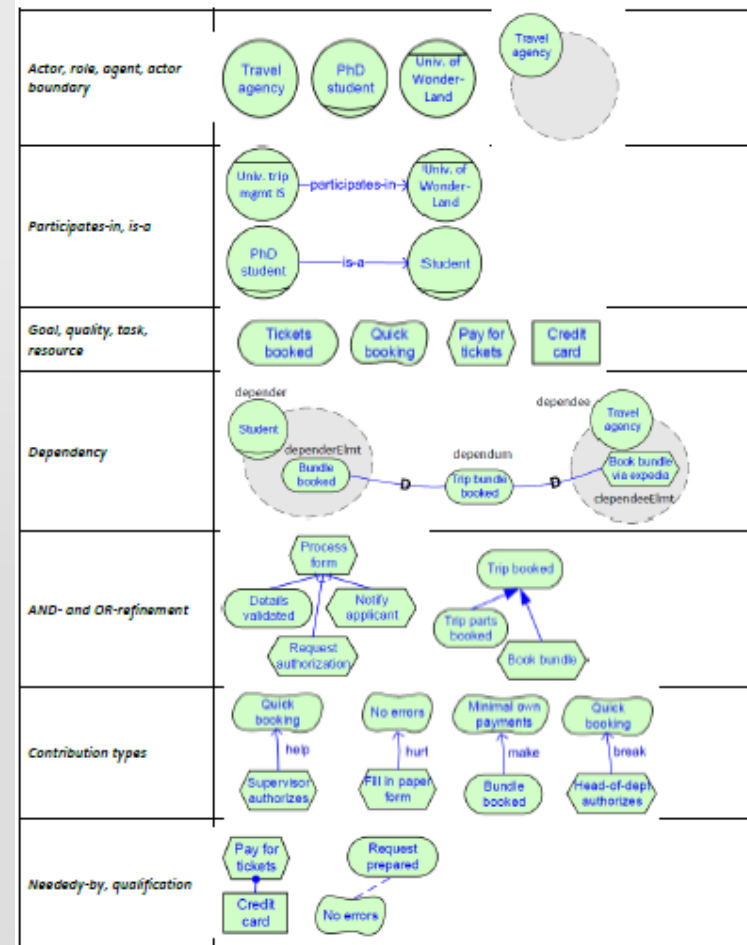 Actor, role, agent, actor
boundary
Travel
agency
PhD
student
Univ. of
Wonder-
Land
Travel
agency
Participates-in, is-a
Univ. trip
mgmt IS
participates-in
Univ. of
Wonder-
Land
PhD
student
is-a
Student
Goal, quality, task,
resource
Tickets
booked
Quick
booking
Pay for
tickets
Credit
card
Dependency
depender
Student
dependerElmt
Bundle
booked
D
dependum
Trip bundle
booked
D
dependee
Travel
agency
Book bundle
via expedia
dependeeElmt
AND- and OR-refinement
Process
form
Details
validated
Notify
applicant
Request
authorization
Trip booked
Trip parts
booked
Book bundle
Contribution types
Quick
booking
help
Supervisor
authorizes
No errors
hurt
Fill in paper
form
Minimal own
payments
make
Bundle
booked
Quick
booking
break
Head-of-dept
authorizes
Neededy-by, qualification
Pay for
tickets
Credit
card
Request
prepared
No errors